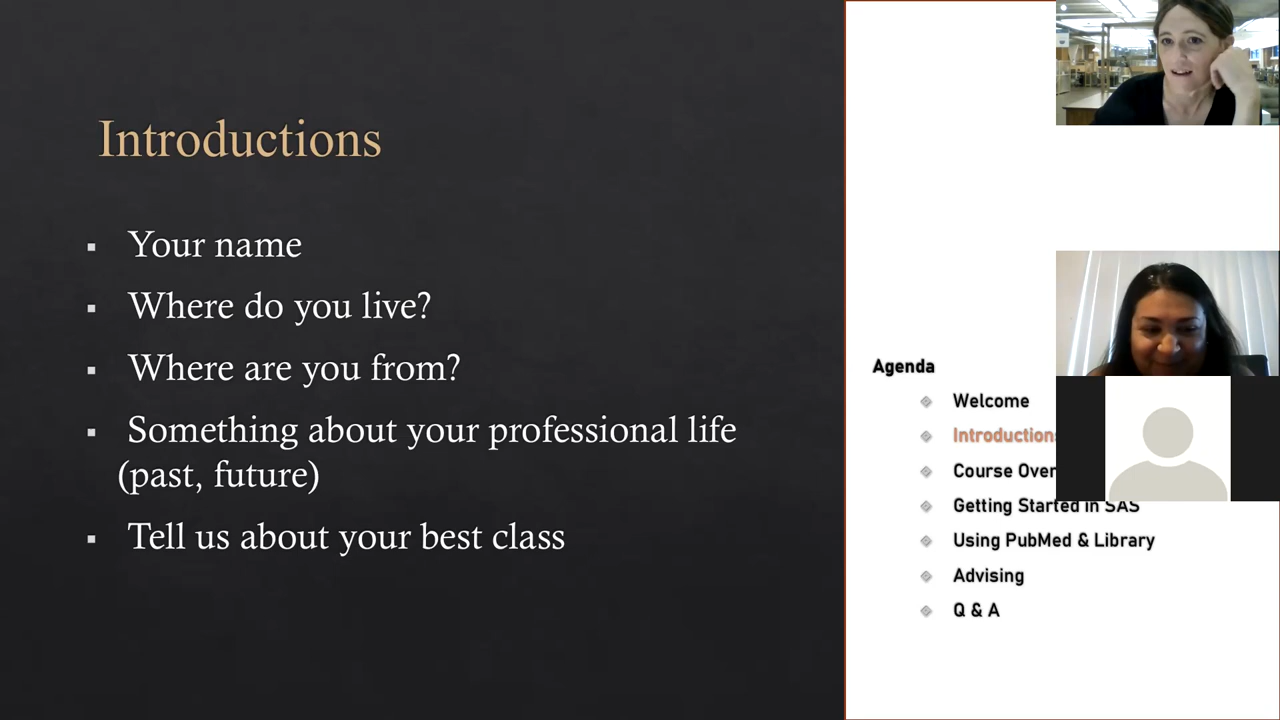 Introductions
Your name
Where do you live?
Where are you from?
Something about your professional life
(past, future)
Tell us about your best class
Agenda
Welcome
Introduction
Course Over
Getting Started in SAS
Using PubMed & Library
Advising
Q & A